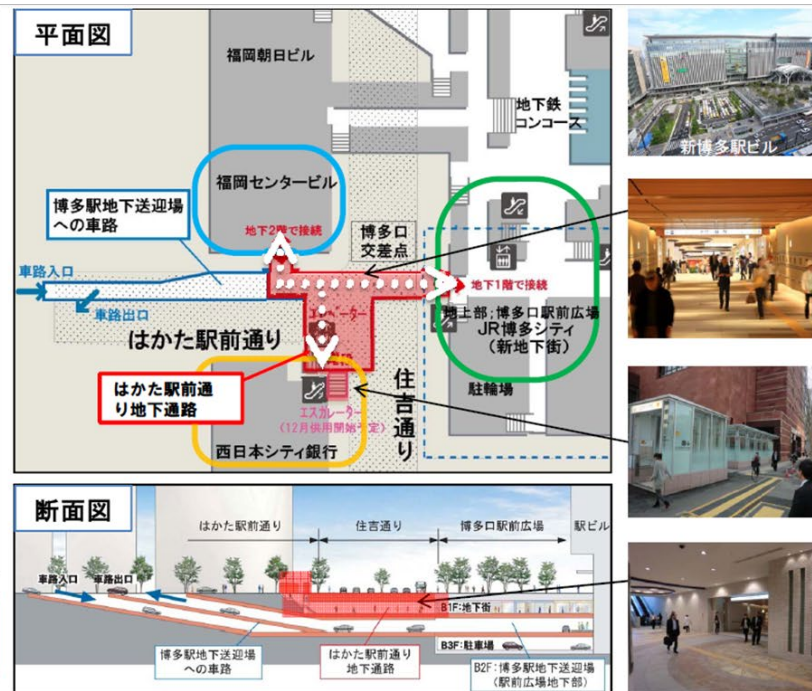 平面図
福岡朝日ビル
地下鉄
コンコース
新博多駅ビル
福岡センタービル
博多駅地下送迎場
への車路
地下2階で接続
博多口
交差点
車路入口
地下1階で接続
車路出口
地上部:博多口駅前広場
JR博多シティ
(新地下街)
はかた駅前通り
はかた駅前通
り地下通路
住吉通り
駐輪場
エスカレーター
(12月供用開始予定)
西日本シティ銀行
断面図
はかた駅前通り
住吉通り
博多口駅前広場
駅ビル
車路入口
車路出口
B1F:地下街
B3F:駐車場
博多駅地下送迎場
への車路
はかた駅前通り
地下通路
B2F:博多駅地下送迎場
(駅前広場地下部)